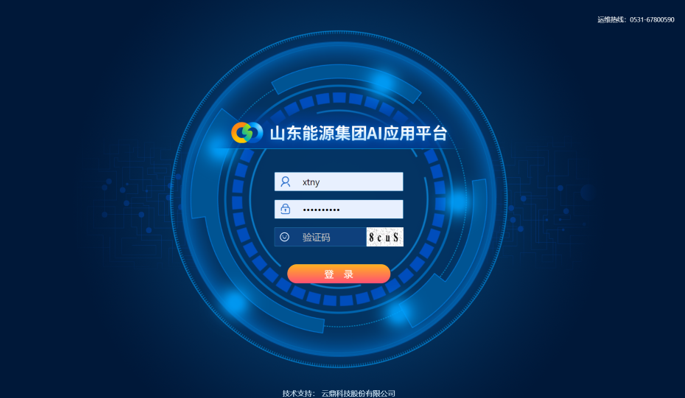 运维热线：0531-67800590
山东能源集团AI应用平台
xtny
••••••••••
验证码 8cuS
登 录
技术支持： 云鼎科技股份有限公司